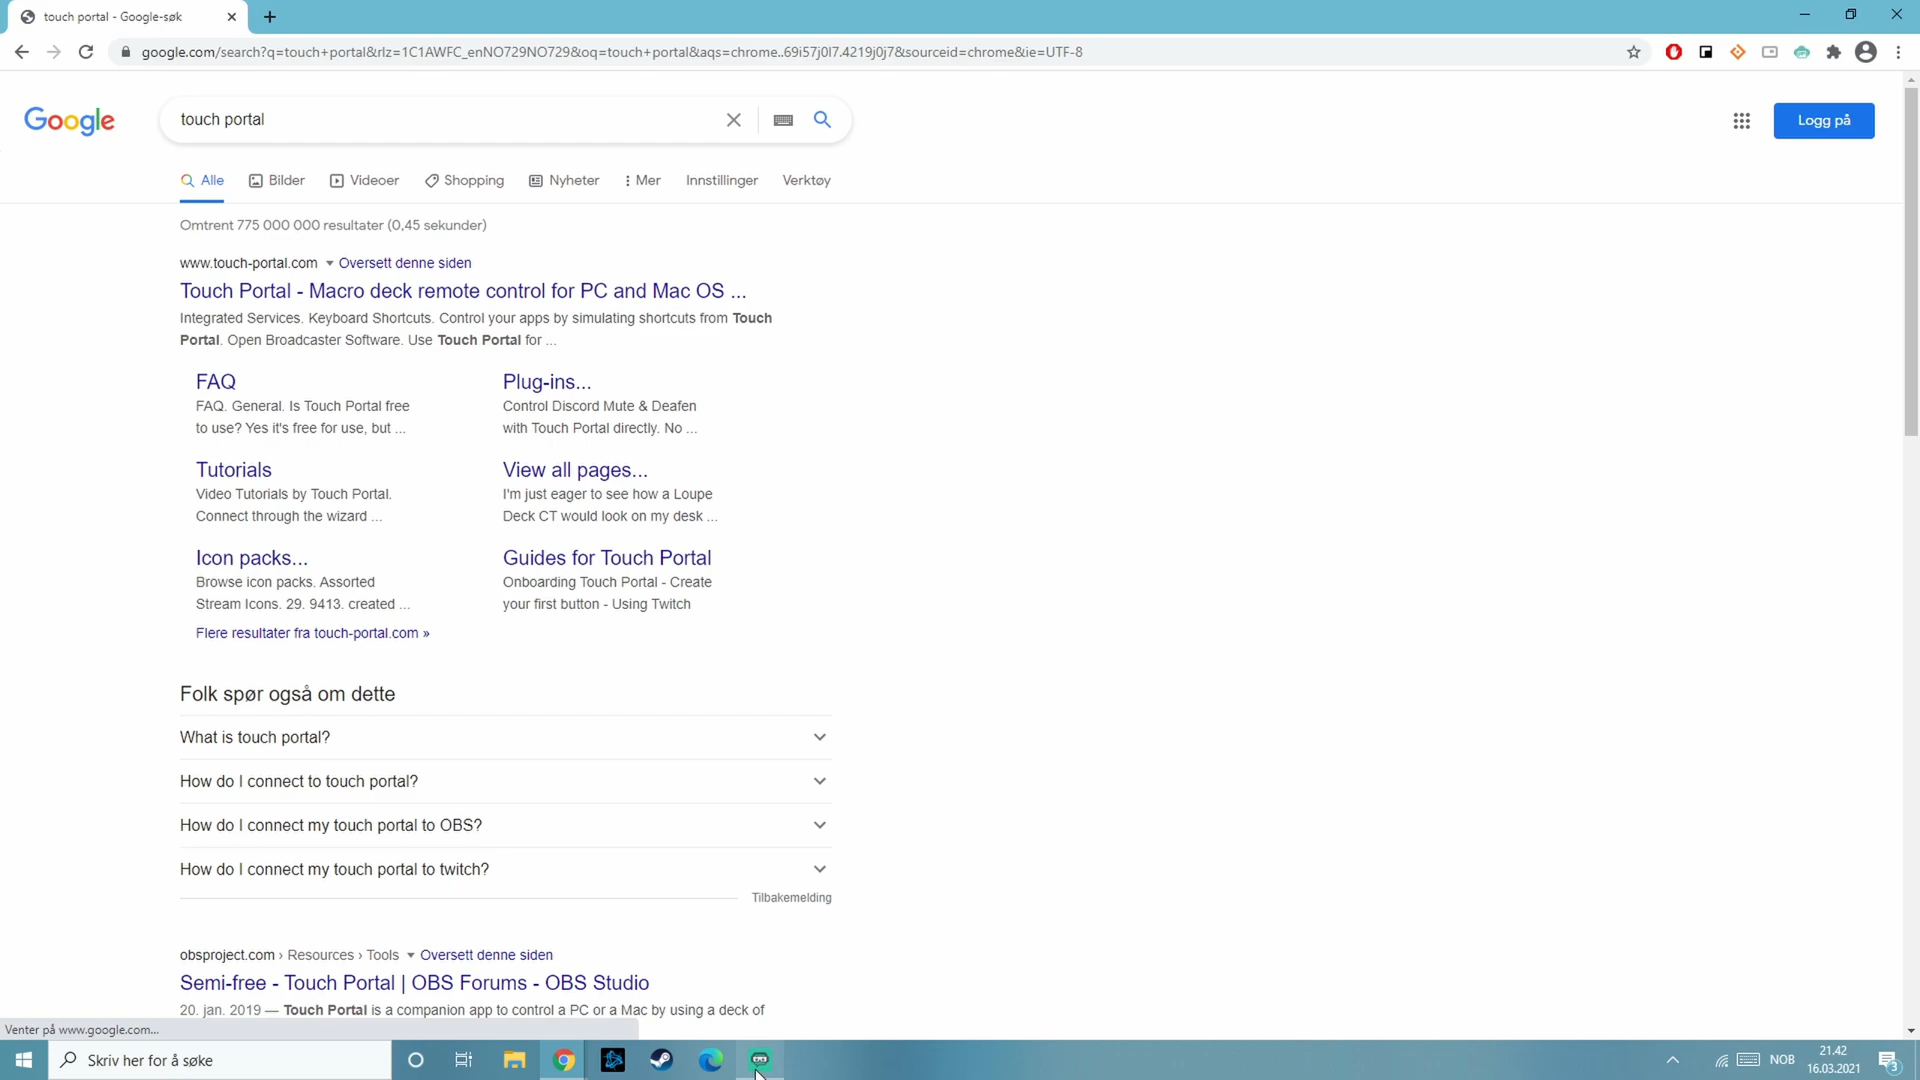 touch portal - Google-søk
google.com/search?q=touch+portal&rlz=1C1AWFC_enNO729NO729&oq=touch+portal&aqs=chrome..69i57j0l7.4219j0j7&sourceid=chrome&ie=UTF-8
Google
touch portal
Logg på
Alle
Bilder
Videoer
Shopping
Nyheter
Mer
Innstillinger
Verktøy
Omtrent 775 000 000 resultater (0,45 sekunder)
www.touch-portal.com Oversett denne siden
Touch Portal - Macro deck remote control for PC and Mac OS ...
Integrated Services. Keyboard Shortcuts. Control your apps by simulating shortcuts from Touch
Portal. Open Broadcaster Software. Use Touch Portal for ...
FAQ
FAQ. General. Is Touch Portal free
to use? Yes it's free for use, but ...
Plug-ins...
Control Discord Mute & Deafen
with Touch Portal directly. No ...
Tutorials
Video Tutorials by Touch Portal.
Connect through the wizard ...
View all pages...
I'm just eager to see how a Loupe
Deck CT would look on my desk ...
Icon packs...
Browse icon packs. Assorted
Stream Icons. 29. 9413. created ...
Guides for Touch Portal
Onboarding Touch Portal - Create
your first button - Using Twitch
Flere resultater fra touch-portal.com »
Folk spør også om dette
What is touch portal?
How do I connect to touch portal?
How do I connect my touch portal to OBS?
How do I connect my touch portal to twitch?
Tilbakemelding
obsproject.com › Resources › Tools Oversett denne siden
Semi-free - Touch Portal | OBS Forums - OBS Studio
20. jan. 2019 — Touch Portal is a companion app to control a PC or a Mac by using a deck of
Venter på www.google.com...
Skriv her for å søke
NOB
21.42
16.03.2021
3